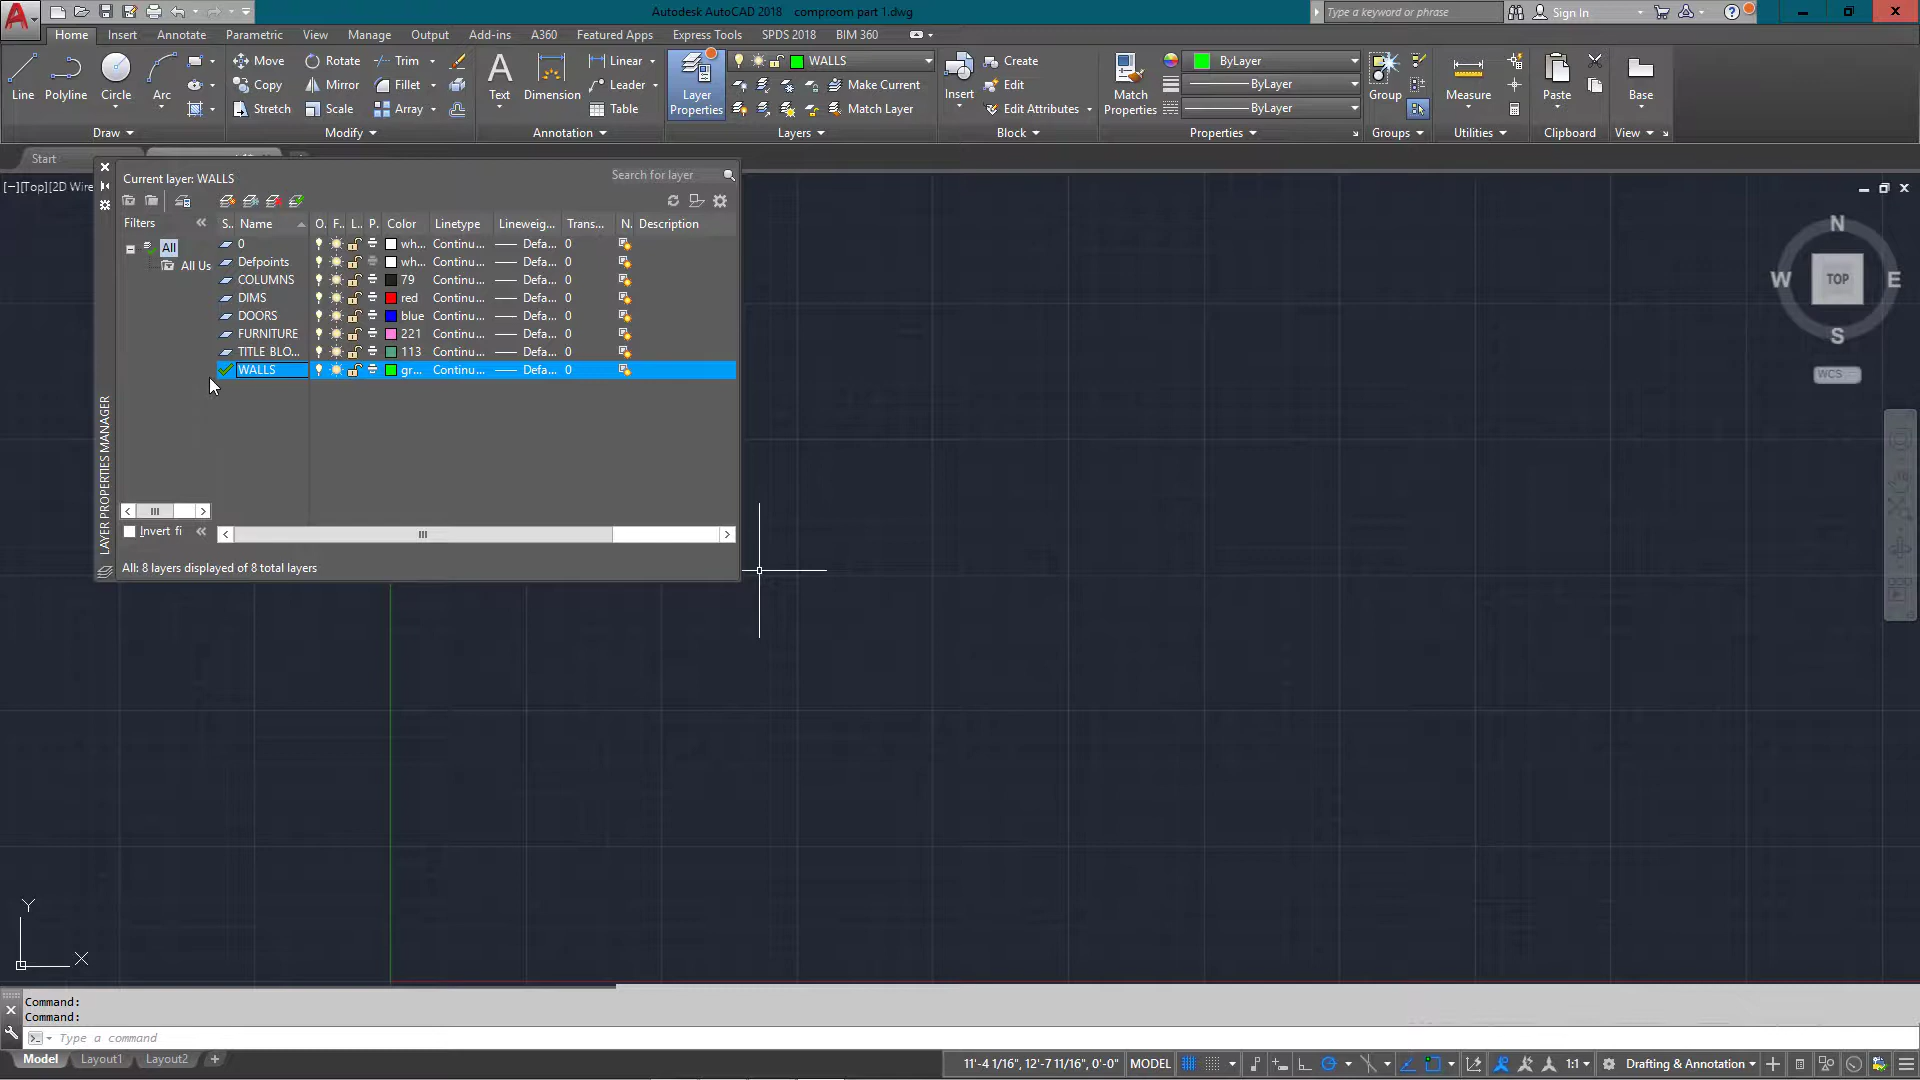 Autodesk AutoCAD 2018 comproom part 1.dwg
Type a keyword or phrase
Sign In
Home Insert Annotate Parametric View Manage Output Add-ins A360 Featured Apps Express Tools SPDS 2018 BIM 360
Line Polyline Circle Arc
Move Rotate Trim
Copy Mirror Fillet
Stretch Scale Array
Text Dimension
Linear
Leader
Table
Layer Properties
WALLS
Make Current
Match Layer
Insert
Create
Edit
Edit Attributes
Match Properties
ByLayer
ByLayer
ByLayer
Group
Measure
Paste
Base
Draw Modify Annotation Layers Block Properties Groups Utilities Clipboard View
Start
[−][Top][2D Wire
Current layer: WALLS
Search for layer
Filters
S.. Name O. F.. L.. P. Color Linetype Lineweig... Trans... N. Description
All
All Us
0 wh... Continu... Defa... 0
Defpoints wh... Continu... Defa... 0
COLUMNS 79 Continu... Defa... 0
DIMS red Continu... Defa... 0
DOORS blue Continu... Defa... 0
FURNITURE 221 Continu... Defa... 0
TITLE BLO... 113 Continu... Defa... 0
WALLS gr... Continu... Defa... 0
Invert fi
All: 8 layers displayed of 8 total layers
LAYER PROPERTIES MANAGER
N
W TOP E
S
WCS
Y
X
Command:
Command:
Type a command
Model Layout1 Layout2 +
11'-4 1/16", 12'-7 11/16", 0'-0" MODEL 1:1 Drafting & Annotation